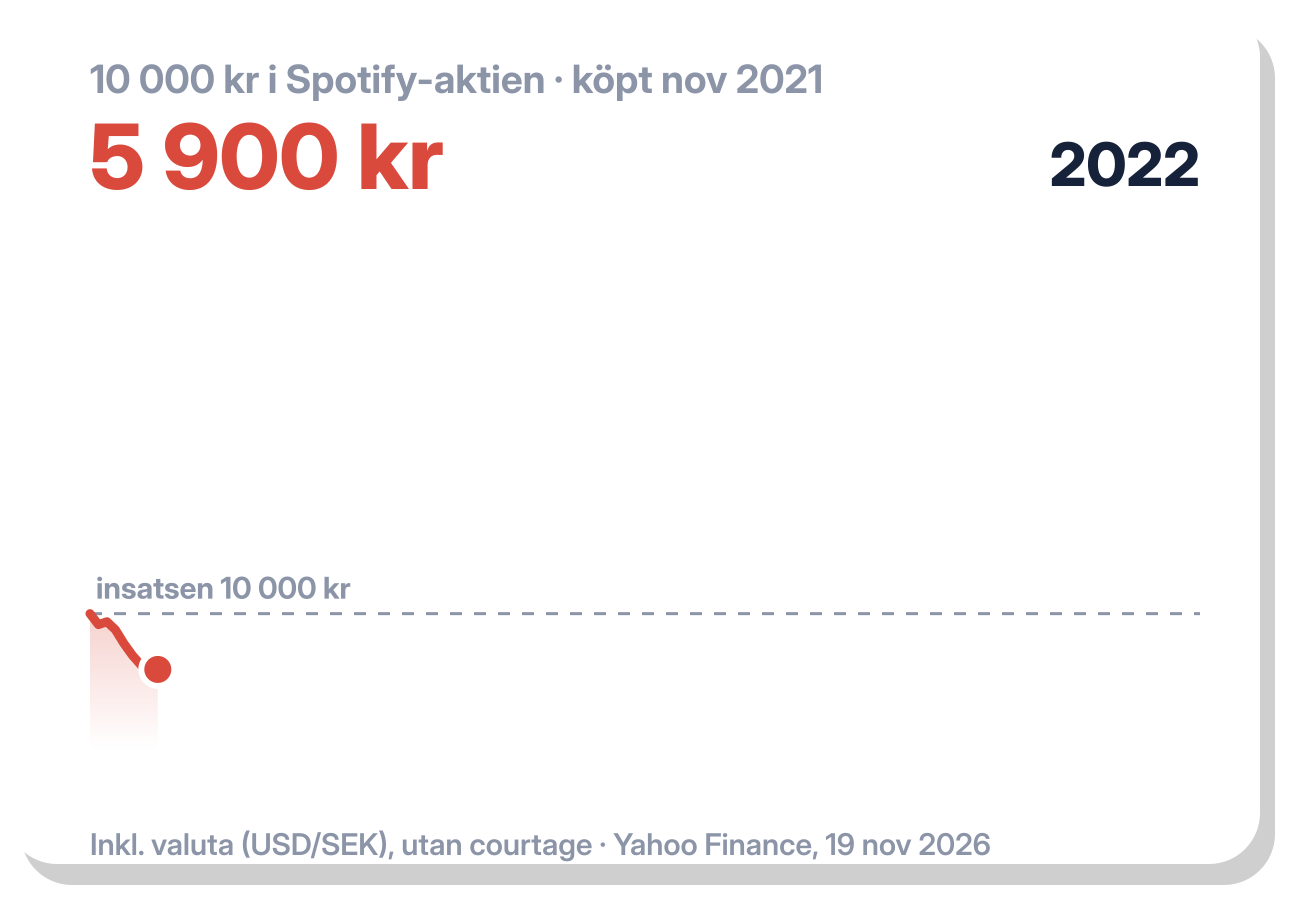 10 000 kr i Spotify-aktien · köpt nov 2021
5 900 kr
2022
insatsen 10 000 kr
Inkl. valuta (USD/SEK), utan courtage · Yahoo Finance, 19 nov 2026